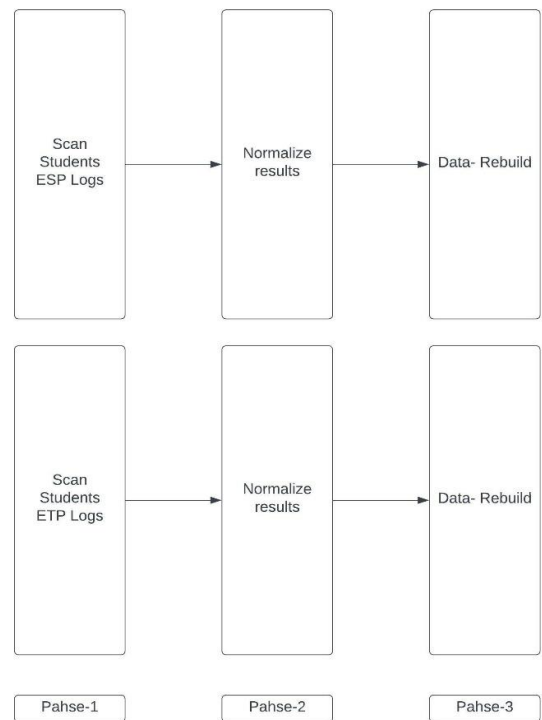 Scan
Students
ESP Logs
Normalize
results
Data- Rebuild
Scan
Students
ETP Logs
Normalize
results
Data- Rebuild
Pahse-1
Pahse-2
Pahse-3